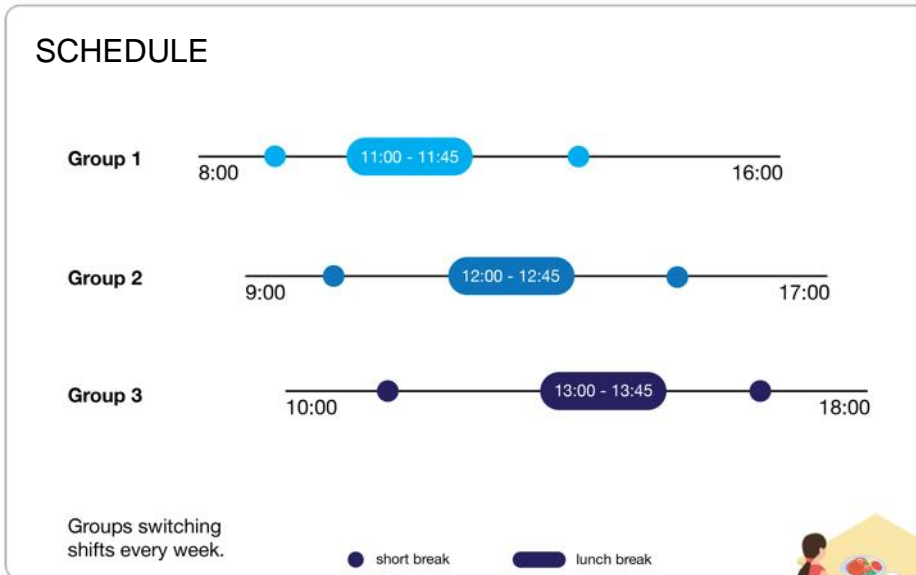 SCHEDULE
Group 1
11:00 - 11:45
8:00
16:00
Group 2
12:00 - 12:45
9:00
17:00
Group 3
13:00 - 13:45
10:00
18:00
Groups switching
shifts every week.
short break
lunch break